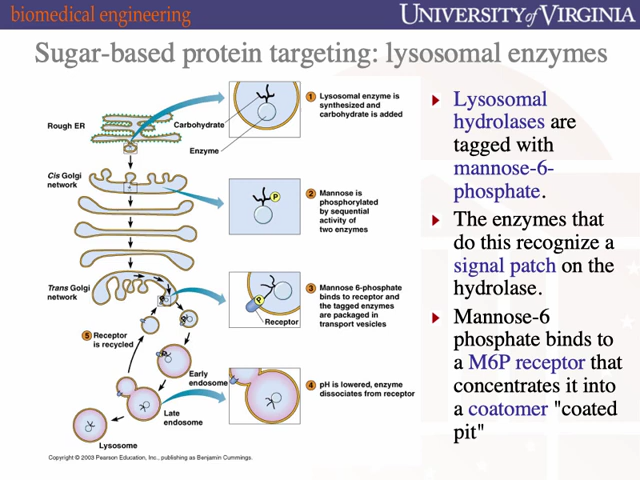 biomedical engineering
UNIVERSITY of VIRGINIA
Sugar-based protein targeting: lysosomal enzymes
Rough ER
Carbohydrate
Enzyme
1 Lysosomal enzyme is
synthesized and
carbohydrate is added
Cis Golgi
network
P
2 Mannose is
phosphorylated
by sequential
activity of
two enzymes
Trans Golgi
network
P
Receptor
3 Mannose 6-phosphate
binds to receptor and
the tagged enzymes
are packaged in
transport vesicles
5 Receptor
is recycled
Early
endosome
4 pH is lowered, enzyme
dissociates from receptor
Late
endosome
Lysosome
Copyright © 2003 Pearson Education, Inc., publishing as Benjamin Cummings.
Lysosomal
hydrolases are
tagged with
mannose-6-
phosphate.
The enzymes that
do this recognize a
signal patch on the
hydrolase.
Mannose-6
phosphate binds to
a M6P receptor that
concentrates it into
a coatomer "coated
pit"